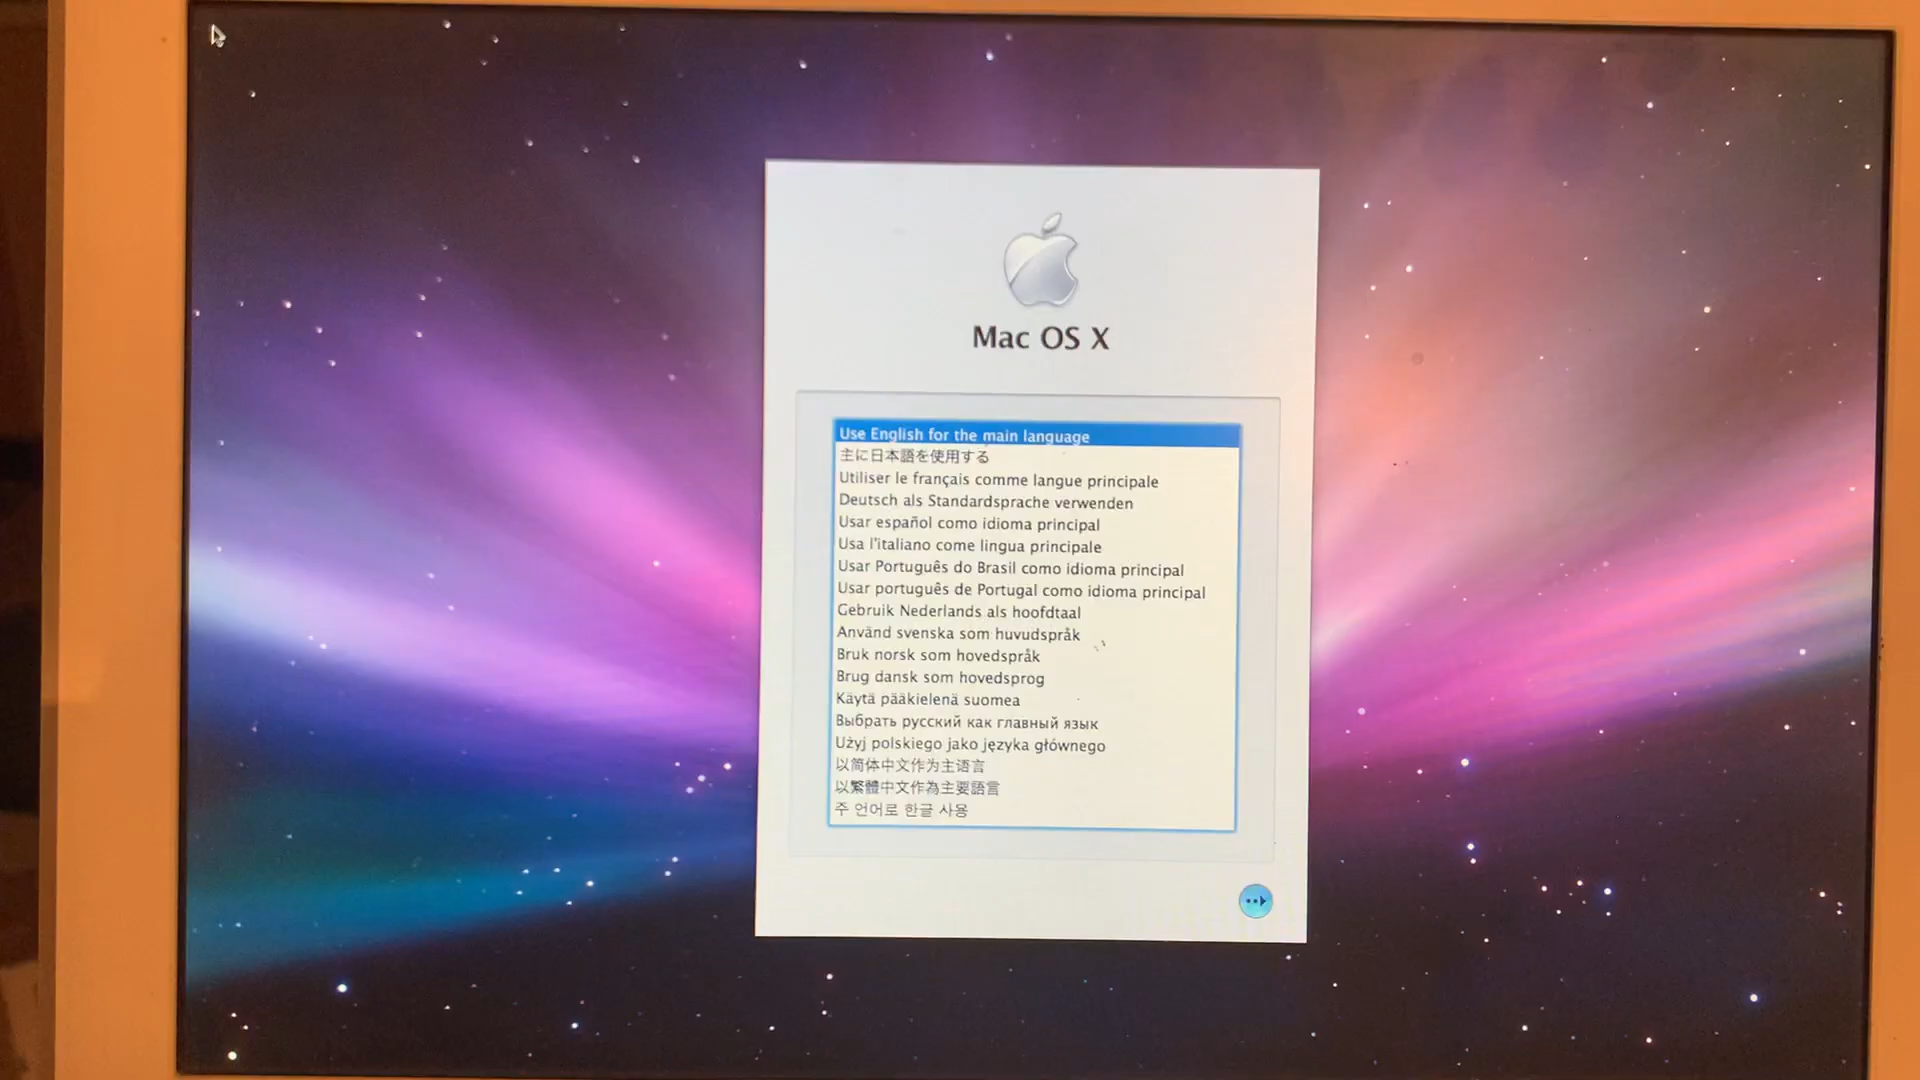 Mac OS X
Use English for the main language
主に日本語を使用する
Utiliser le français comme langue principale
Deutsch als Standardsprache verwenden
Usar español como idioma principal
Usa l'italiano come lingua principale
Usar Português do Brasil como idioma principal
Usar português de Portugal como idioma principal
Gebruik Nederlands als hoofdtaal
Använd svenska som huvudspråk
Bruk norsk som hovedspråk
Brug dansk som hovedsprog
Käytä pääkielenä suomea
Выбрать русский как главный язык
Użyj polskiego jako języka głównego
以简体中文作为主语言
以繁體中文作為主要語言
주 언어로 한글 사용